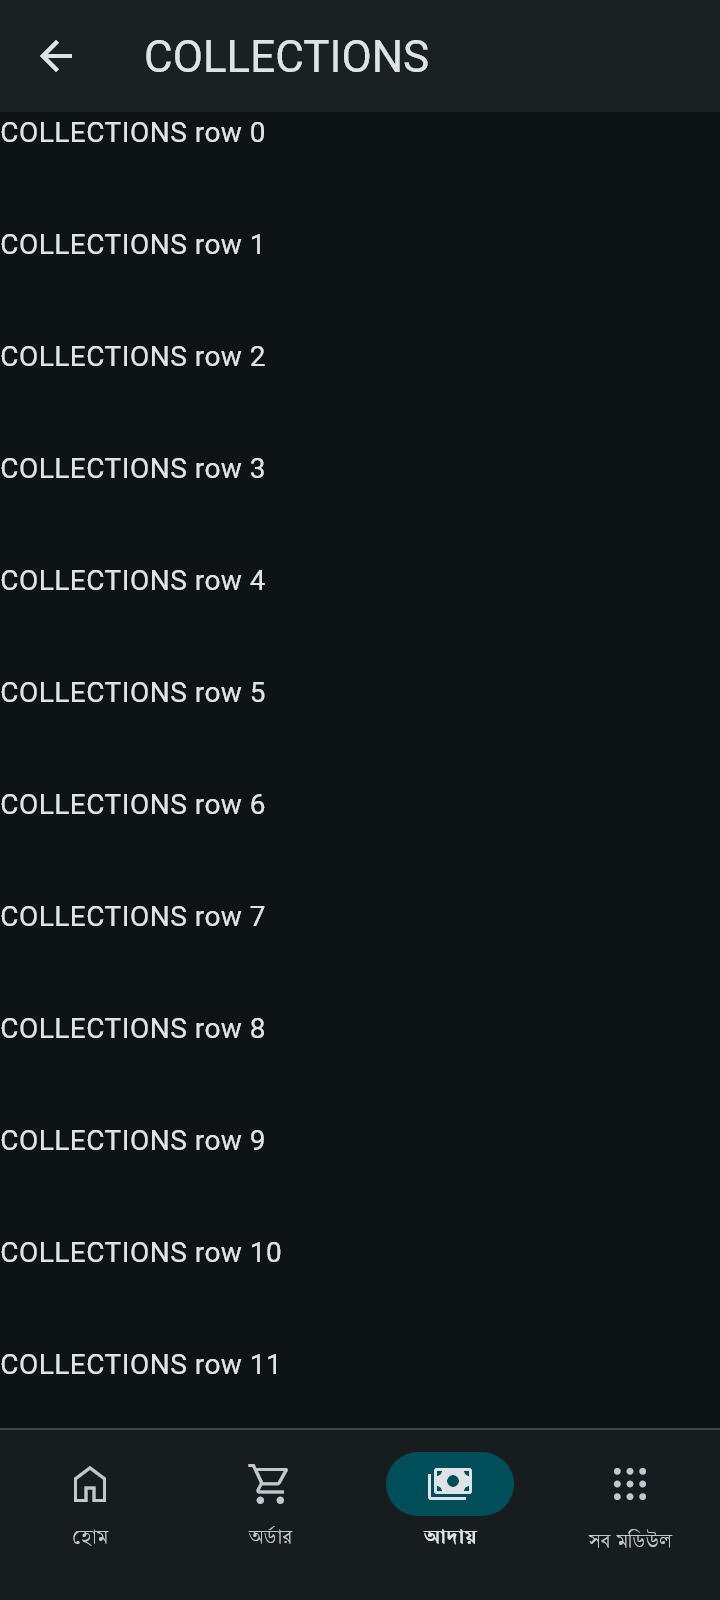 COLLECTIONS
COLLECTIONS row 0
COLLECTIONS row 1
COLLECTIONS row 2
COLLECTIONS row 3
COLLECTIONS row 4
COLLECTIONS row 5
COLLECTIONS row 6
COLLECTIONS row 7
COLLECTIONS row 8
COLLECTIONS row 9
COLLECTIONS row 10
COLLECTIONS row 11
হোম অর্ডার আদায় সব মডিউল